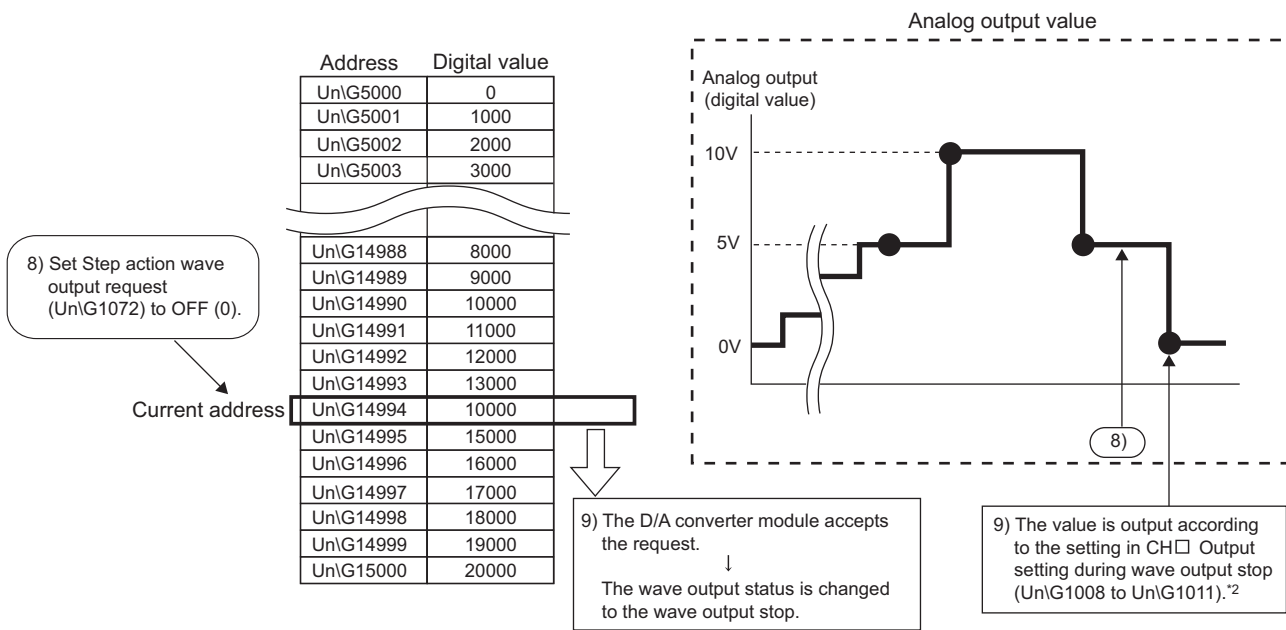 Analog output value
Address Digital value
Un\G5000 0
Un\G5001 1000
Un\G5002 2000
Un\G5003 3000
Un\G14988 8000
Un\G14989 9000
Un\G14990 10000
Un\G14991 11000
Un\G14992 12000
Un\G14993 13000
Un\G14994 10000
Un\G14995 15000
Un\G14996 16000
Un\G14997 17000
Un\G14998 18000
Un\G14999 19000
Un\G15000 20000
8) Set Step action wave
output request
(Un\G1072) to OFF (0).
Current address
9) The D/A converter module accepts
the request.
↓
The wave output status is changed
to the wave output stop.
Analog output
(digital value)
10V
5V
0V
8)
9) The value is output according
to the setting in CH□ Output
setting during wave output stop
(Un\G1008 to Un\G1011).*2